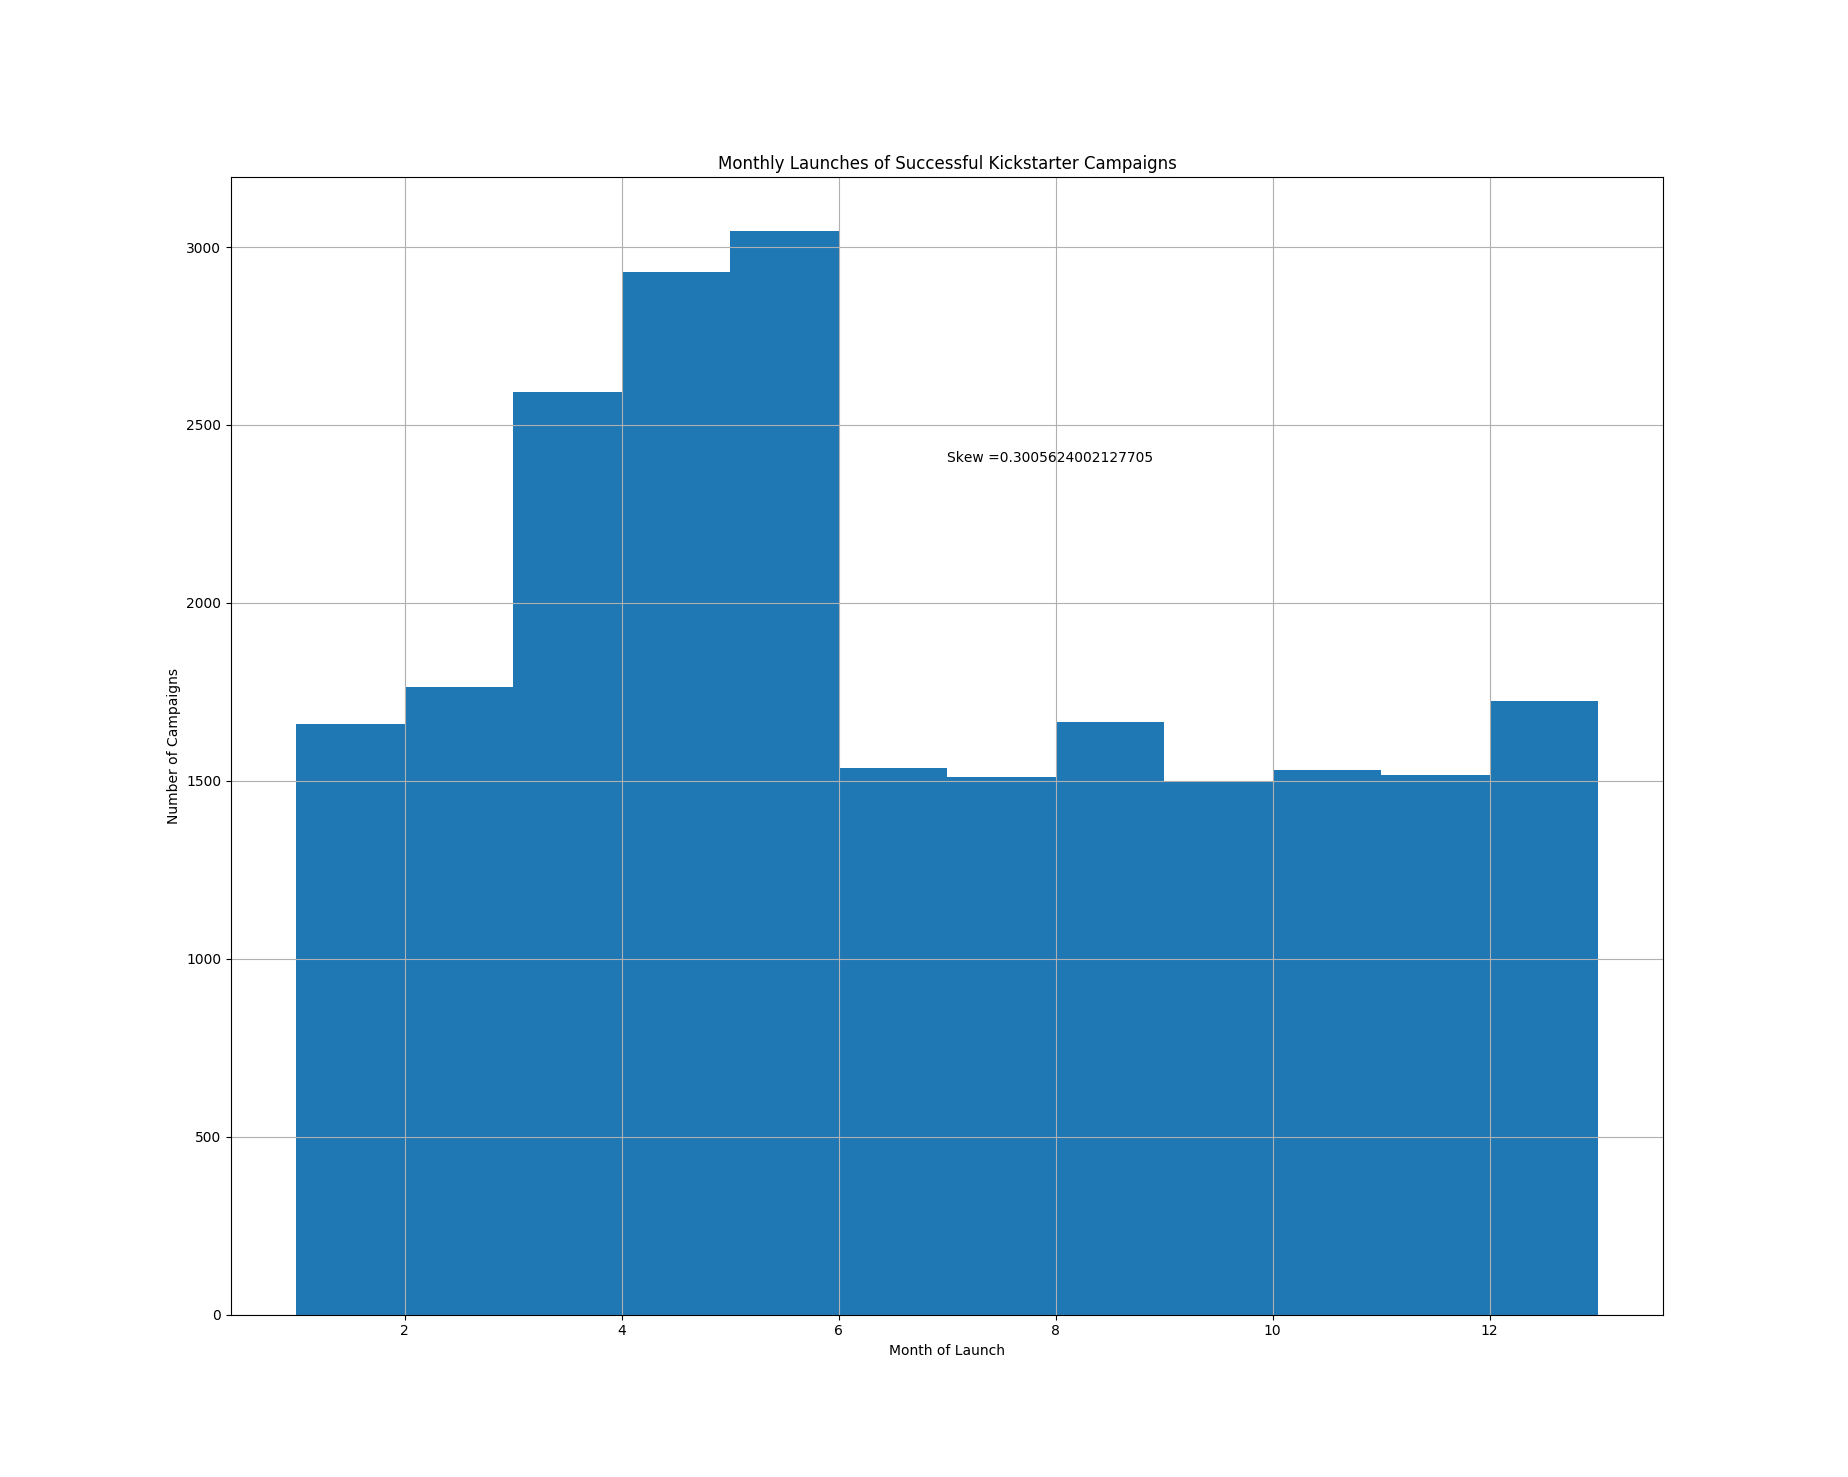 Monthly Launches of Successful Kickstarter Campaigns
3000
2500
Skew =0.3005624002127705
2000
Number of Campaigns
1500
1000
500
0
2 4 6 8 10 12
Month of Launch